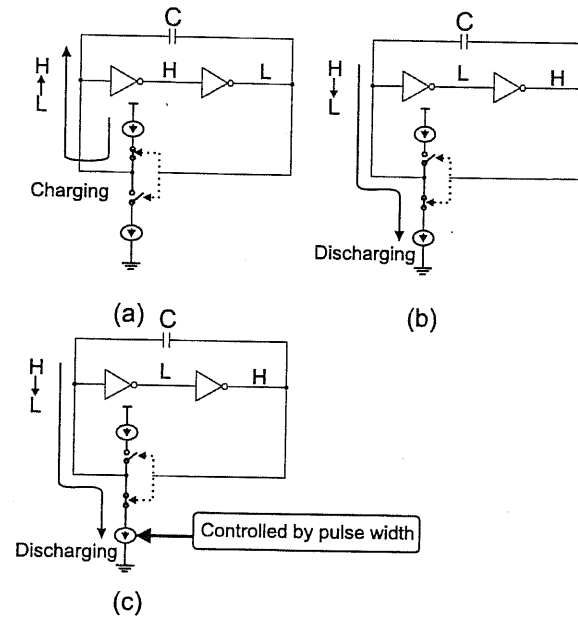 C
H
L
H
L
Charging
(a)
C
L
H
H
L
Discharging
(b)
C
L
H
H
L
Discharging
Controlled by pulse width
(c)